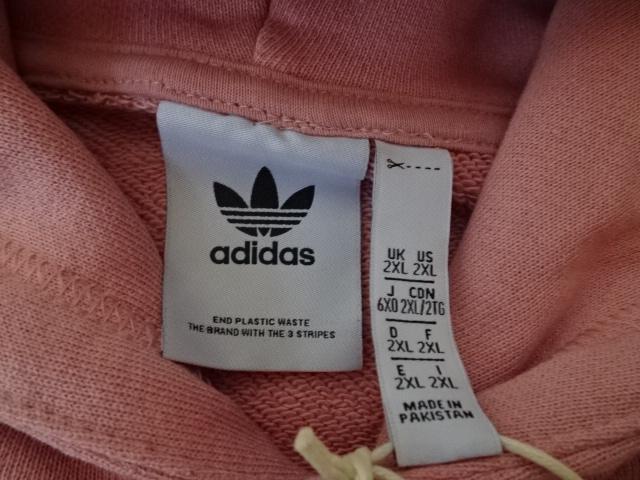 adidas
END PLASTIC WASTE
THE BRAND WITH THE 3 STRIPES
UK US
2XL 2XL
J CDN
6XO 2XL/2TG
D F
2XL 2XL
E I
2XL 2XL
MADE IN
PAKISTAN